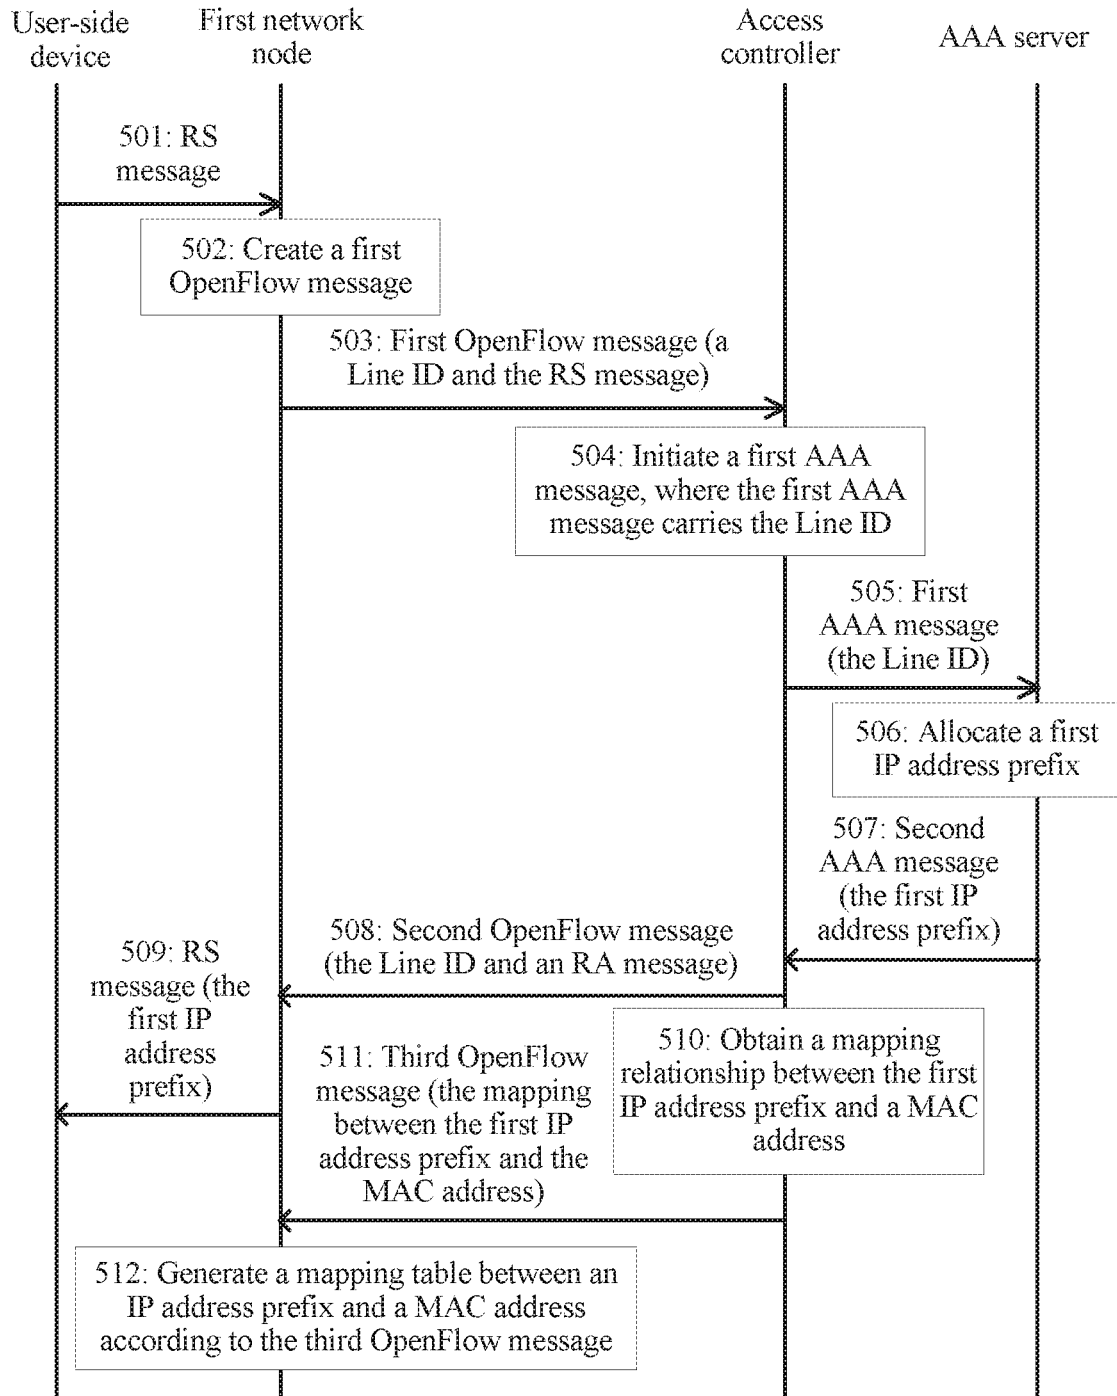 User-side
device
First network
node
Access
controller
AAA server
501: RS
message
502: Create a first
OpenFlow message
503: First OpenFlow message (a
Line ID and the RS message)
504: Initiate a first AAA
message, where the first AAA
message carries the Line ID
505: First
AAA message
(the Line ID)
506: Allocate a first
IP address prefix
507: Second
AAA message
(the first IP
address prefix)
508: Second OpenFlow message
(the Line ID and an RA message)
509: RS
message (the
first IP
address
prefix)
510: Obtain a mapping
relationship between the first
IP address prefix and a MAC
address
511: Third OpenFlow
message (the mapping
between the first IP
address prefix and the
MAC address)
512: Generate a mapping table between an
IP address prefix and a MAC address
according to the third OpenFlow message